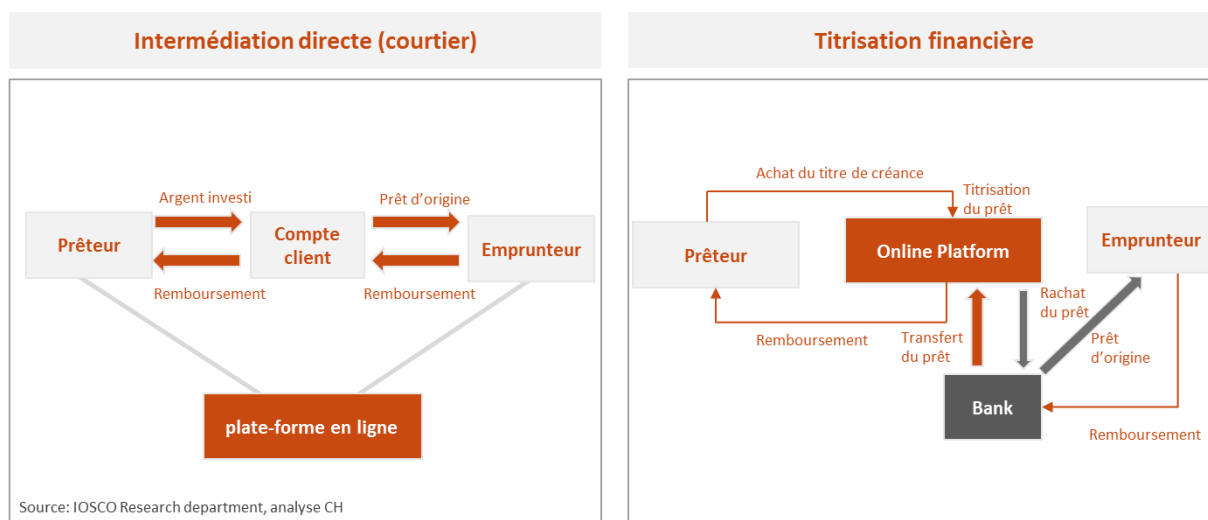 Intermédiation directe (courtier)
Argent investi
Prêt d'origine
Prêteur
Compte
client
Emprunteur
Remboursement
Remboursement
plate-forme en ligne
Source: IOSCO Research department, analyse CH
Titrisation financière
Achat du titre de créance
Titrisation
du prêt
Prêteur
Online Platform
Emprunteur
Remboursement
Transfert
du prêt
Rachat
du prêt
Prêt
d'origine
Bank
Remboursement